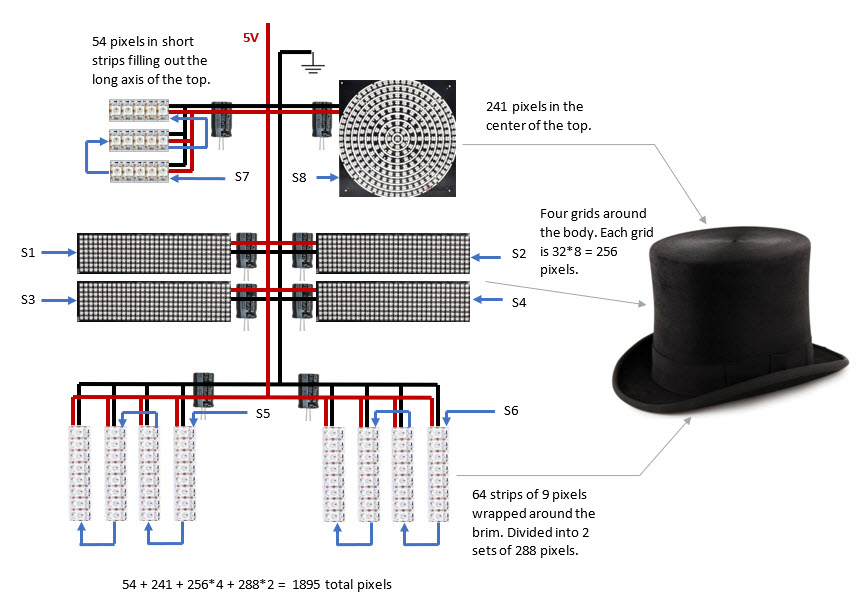 54 pixels in short
strips filling out the
long axis of the top.
5V
241 pixels in the
center of the top.
S7
S8
Four grids around
the body. Each grid
is 32*8 = 256
pixels.
S1
S2
S3
S4
S5
S6
64 strips of 9 pixels
wrapped around the
brim. Divided into 2
sets of 288 pixels.
54 + 241 + 256*4 + 288*2 = 1895 total pixels